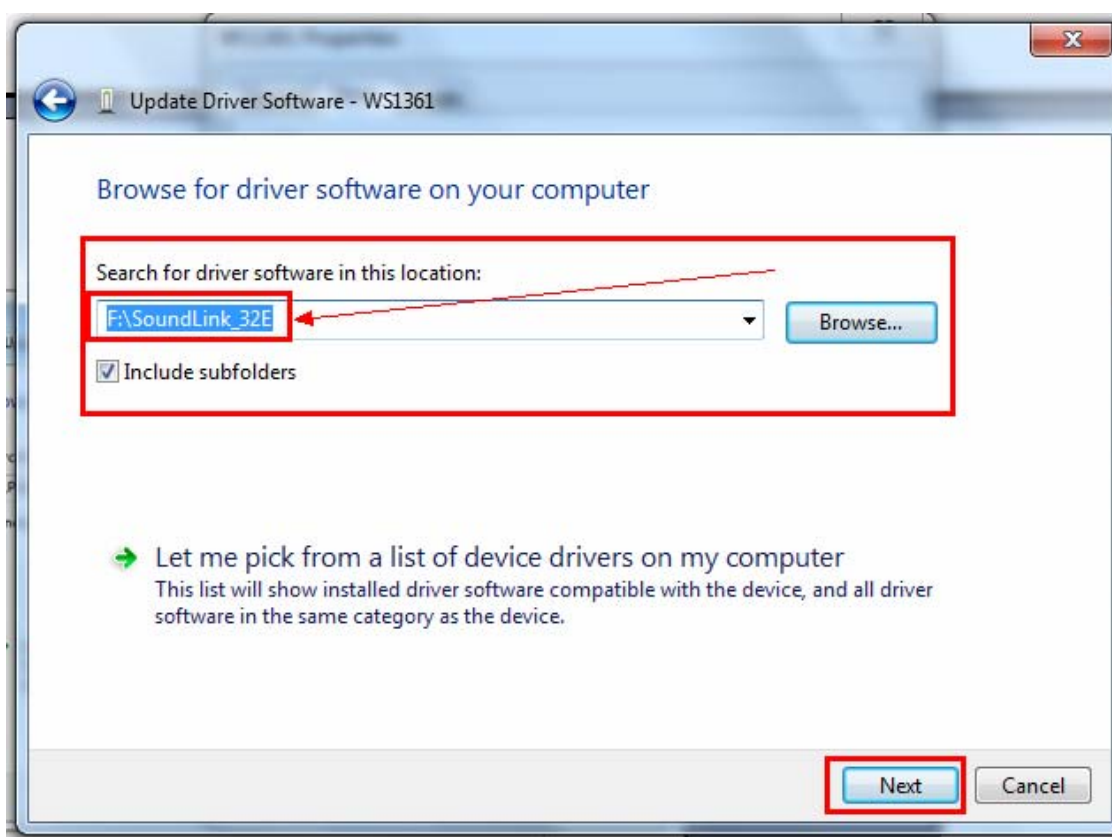 Update Driver Software - WS1361
Browse for driver software on your computer
Search for driver software in this location:
F:\SoundLink_32E
Browse...
Include subfolders
Let me pick from a list of device drivers on my computer
This list will show installed driver software compatible with the device, and all driver
software in the same category as the device.
Next
Cancel